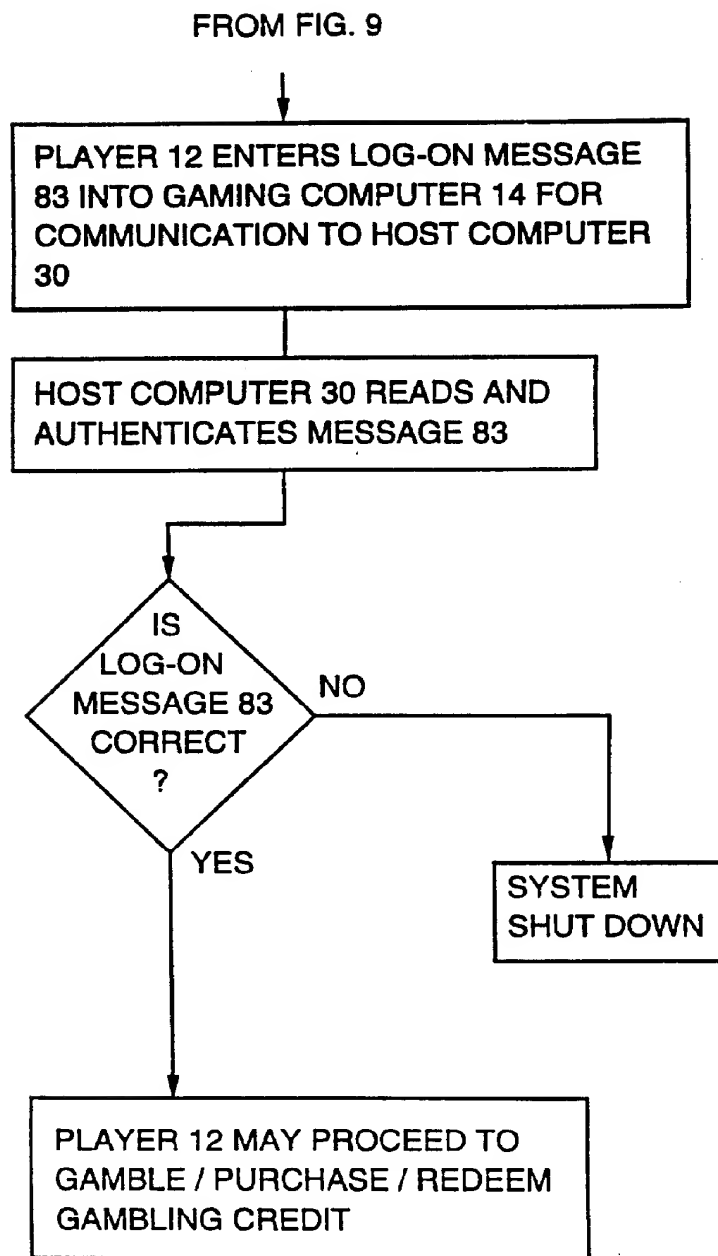 FROM FIG. 9
PLAYER 12 ENTERS LOG-ON MESSAGE
83 INTO GAMING COMPUTER 14 FOR
COMMUNICATION TO HOST COMPUTER
30
HOST COMPUTER 30 READS AND
AUTHENTICATES MESSAGE 83
IS
LOG-ON
MESSAGE 83
CORRECT
?
NO
YES
SYSTEM
SHUT DOWN
PLAYER 12 MAY PROCEED TO
GAMBLE / PURCHASE / REDEEM
GAMBLING CREDIT